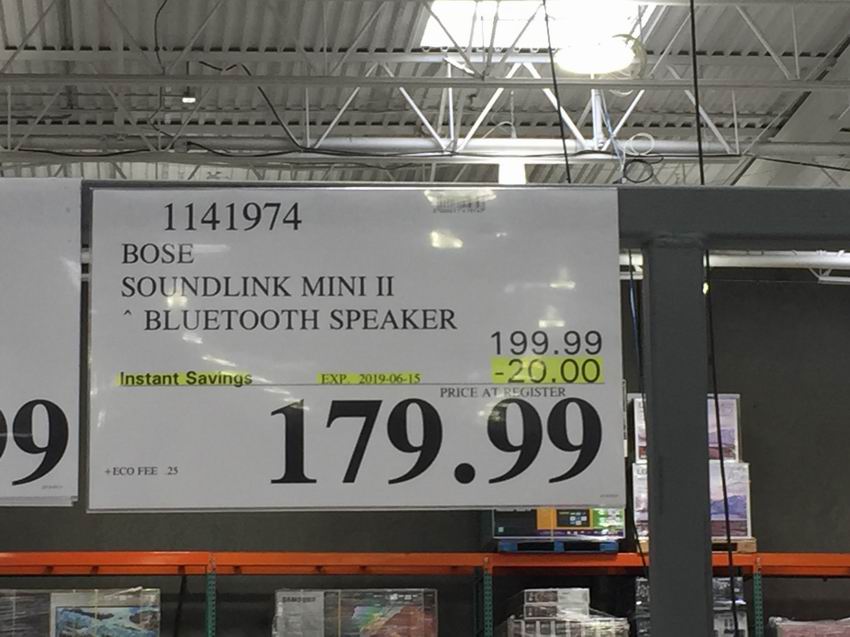 1141974
BOSE
SOUNDLINK MINI II
^ BLUETOOTH SPEAKER
199.99
Instant Savings EXP. 2019-06-15 -20.00
PRICE AT REGISTER
99
179.99
+ECO FEE .25
SAMSUNG